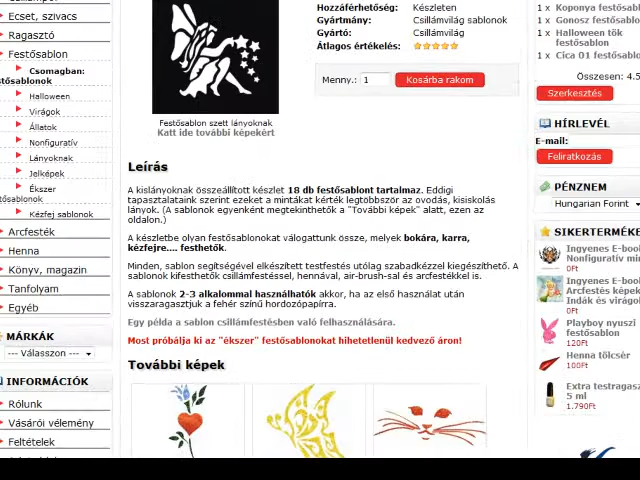 Ecset, szivacs
Ragasztó
Festősablon
Csomagban:
Halloween
Virágok
Állatok
Nonfiguratív
Lányoknak
Jelképek
Ékszer
Kézfej sablonok
Arcfesték
Henna
Könyv, magazin
Tanfolyam
Egyéb
MÁRKÁK
--- Válasszon ---
INFORMÁCIÓK
Rólunk
Vásárói vélemény
Feltételek
Festősablon szett lányoknak
Katt ide további képekért
Hozzáférhetőség: Készleten
Gyártmány: Csillámvilág sablonok
Gyártó: Csillámvilág
Átlagos értékelés:
Menny.: 1 Kosárba rakom
Leírás
A kislányoknak összeállított készlet 18 db festősablont tartalmaz. Eddigi
tapasztalataink szerint ezeket a mintákat kérték legtöbbször az ovodás, kisiskolás
lányok. (A sablonok egyenként megtekinthetők a "További képek" alatt, ezen az
oldalon.)
A készletbe olyan festősablonokat válogattunk össze, melyek bokára, karra,
kézfejre.... festhetők.
Minden, sablon segítségével elkészített testfestés utólag szabadkézzel kiegészíthető. A
sablonok kifesthetők csillámfestéssel, hennával, air-brush-sal és arcfestékkel is.
A sablonok 2-3 alkalommal használhatók akkor, ha az első használat után
visszaragasztjuk a fehér színű hordozópapírra.
Egy példa a sablon csillámfestésben való felhasználására.
Most próbálja ki az "ékszer" festősablonokat hihetetlenül kedvező áron!
További képek
1 x Koponya festősab
1 x Gonosz festősablo
1 x Halloween tök
festősablon
1 x Cica 01 festősablo
Összesen: 4.5
Szerkesztés
HÍRLEVÉL
E-mail:
Feliratkozás
PÉNZNEM
Hungarian Forint
SIKERTERMÉKE
Ingyenes E-boo
Nonfigurativ min
0Ft
Ingyenes E-boo
Arcfestés képek
Indák és virágol
0Ft
Playboy nyuszi
festősablon
120Ft
Henna tölcsér
100Ft
Extra testragasz
5 ml
1.790Ft